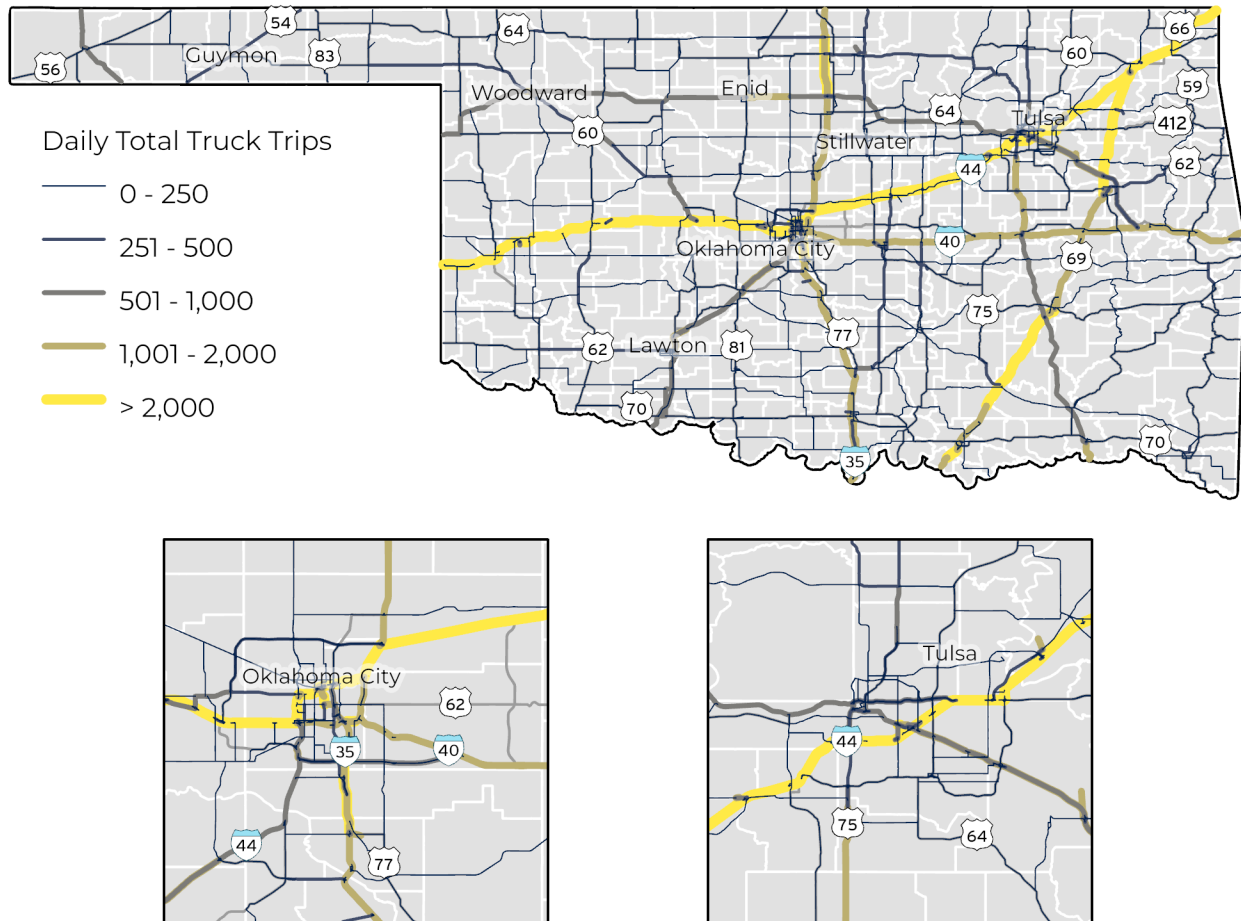 54
64
66
56
Guymon
83
60
59
Woodward
Enid
64
412
Tulsa
60
Stillwater
62
44
Daily Total Truck Trips
0 - 250
251 - 500
501 - 1,000
1,001 - 2,000
> 2,000
Oklahoma City
40
69
75
77
62
Lawton
81
70
70
35
Oklahoma City
62
35
40
44
77
Tulsa
44
75
64